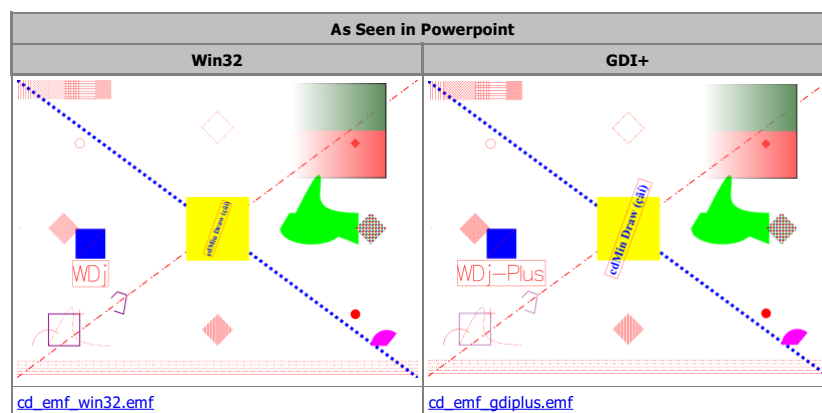 As Seen in Powerpoint
Win32 GDI+
cdMin Draw (çãí)
WDj
cdMin Draw (çãí)
WDj-Plus
cd_emf_win32.emf cd_emf_gdiplus.emf